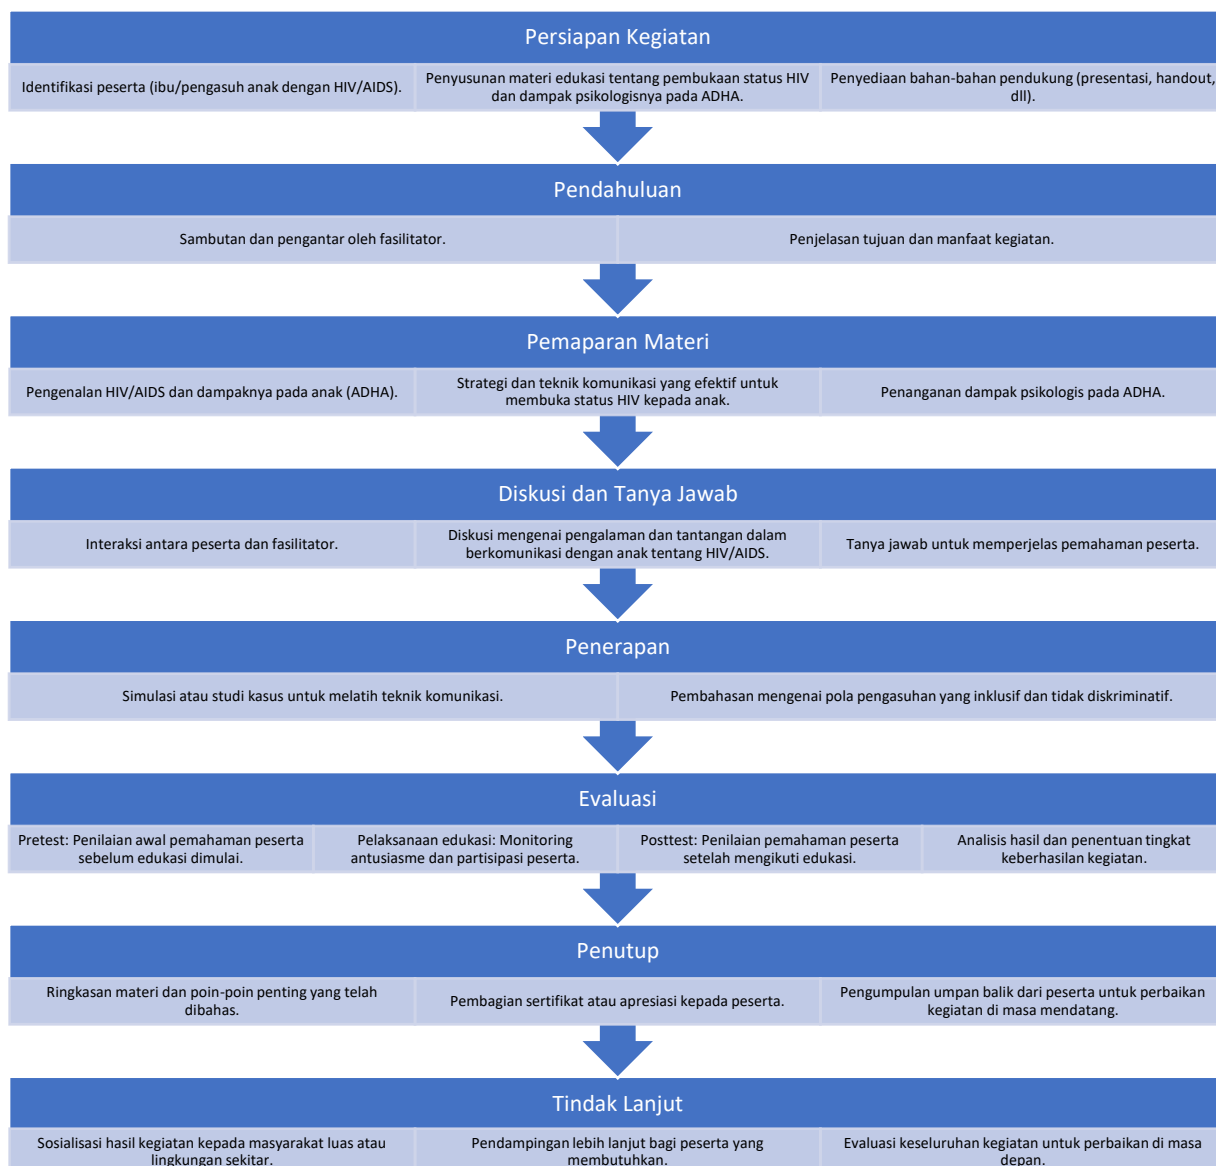 Persiapan Kegiatan
Identifikasi peserta (ibu/pengasuh anak dengan HIV/AIDS).
Penyusunan materi edukasi tentang pembukaan status HIV
dan dampak psikologisnya pada ADHA.
Penyediaan bahan-bahan pendukung (presentasi, handout,
dll).
Pendahuluan
Sambutan dan pengantar oleh fasilitator.
Penjelasan tujuan dan manfaat kegiatan.
Pemaparan Materi
Pengenalan HIV/AIDS dan dampaknya pada anak (ADHA).
Strategi dan teknik komunikasi yang efektif untuk
membuka status HIV kepada anak.
Penanganan dampak psikologis pada ADHA.
Diskusi dan Tanya Jawab
Interaksi antara peserta dan fasilitator.
Diskusi mengenai pengalaman dan tantangan dalam
berkomunikasi dengan anak tentang HIV/AIDS.
Tanya jawab untuk memperjelas pemahaman peserta.
Penerapan
Simulasi atau studi kasus untuk melatih teknik komunikasi.
Pembahasan mengenai pola pengasuhan yang inklusif dan tidak diskriminatif.
Evaluasi
Pretest: Penilaian awal pemahaman peserta
sebelum edukasi dimulai.
Pelaksanaan edukasi: Monitoring
antusiasme dan partisipasi peserta.
Posttest: Penilaian pemahaman peserta
setelah mengikuti edukasi.
Analisis hasil dan penentuan tingkat
keberhasilan kegiatan.
Penutup
Ringkasan materi dan poin-poin penting yang telah
dibahas.
Pembagian sertifikat atau apresiasi kepada peserta.
Pengumpulan umpan balik dari peserta untuk perbaikan
kegiatan di masa mendatang.
Tindak Lanjut
Sosialisasi hasil kegiatan kepada masyarakat luas atau
lingkungan sekitar.
Pendampingan lebih lanjut bagi peserta yang
membutuhkan.
Evaluasi keseluruhan kegiatan untuk perbaikan di masa
depan.